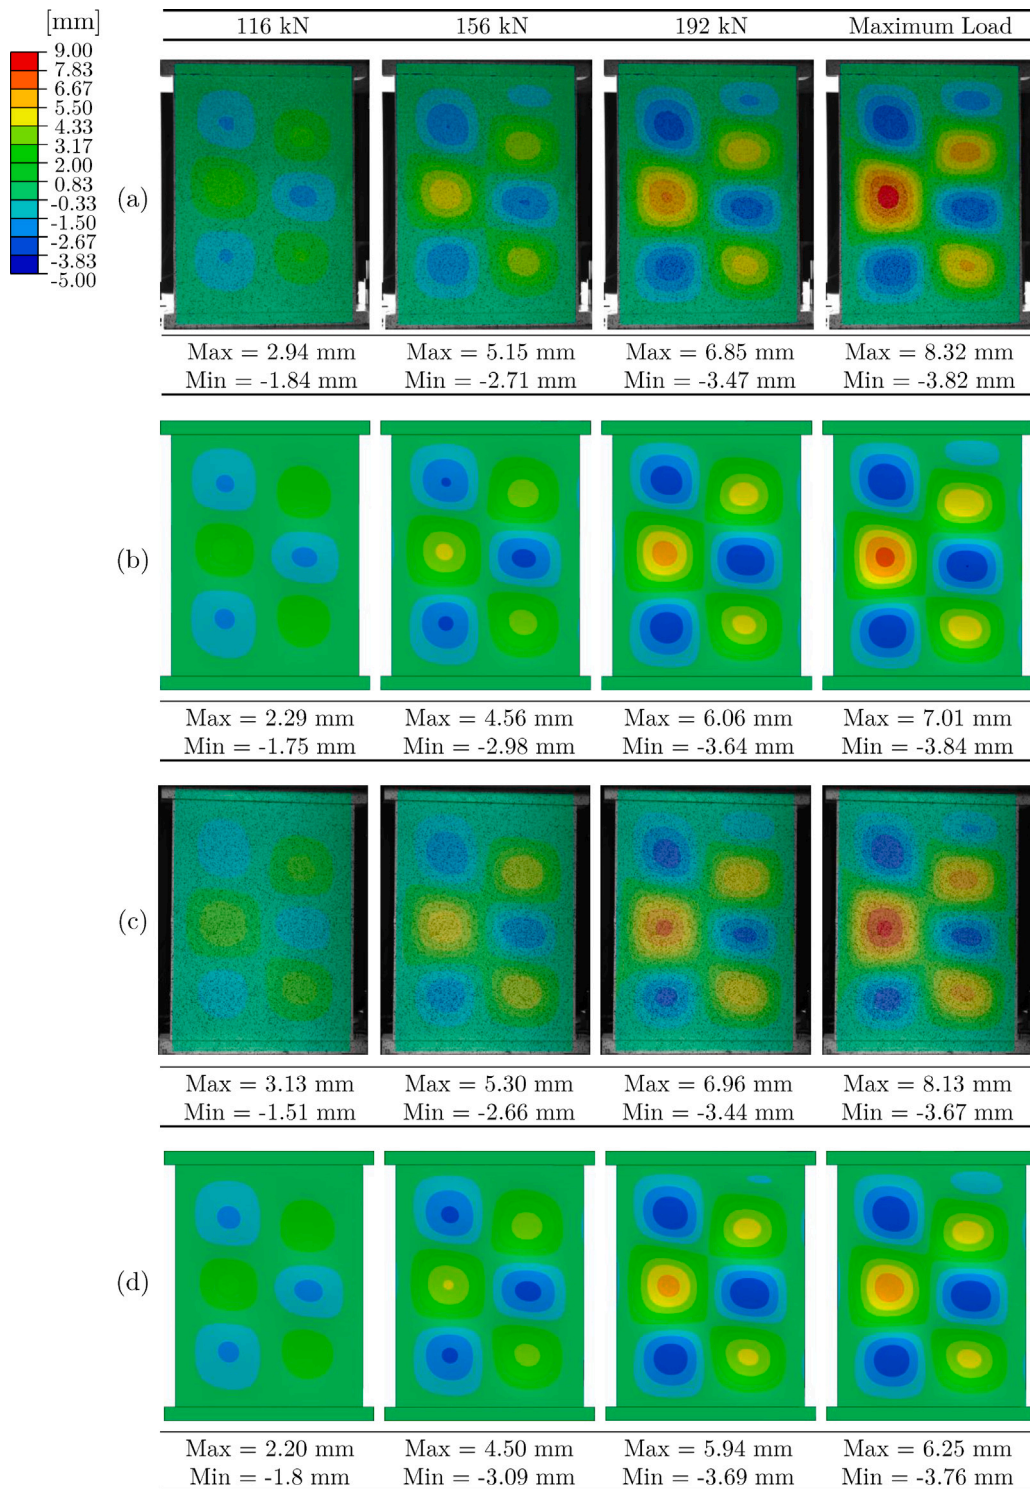 [mm]
9.00
7.83
6.67
5.50
4.33
3.17
2.00
0.83
-0.33
-1.50
-2.67
-3.83
-5.00
116 kN 156 kN 192 kN Maximum Load
(a)
Max = 2.94 mm Max = 5.15 mm Max = 6.85 mm Max = 8.32 mm
Min = -1.84 mm Min = -2.71 mm Min = -3.47 mm Min = -3.82 mm
(b)
Max = 2.29 mm Max = 4.56 mm Max = 6.06 mm Max = 7.01 mm
Min = -1.75 mm Min = -2.98 mm Min = -3.64 mm Min = -3.84 mm
(c)
Max = 3.13 mm Max = 5.30 mm Max = 6.96 mm Max = 8.13 mm
Min = -1.51 mm Min = -2.66 mm Min = -3.44 mm Min = -3.67 mm
(d)
Max = 2.20 mm Max = 4.50 mm Max = 5.94 mm Max = 6.25 mm
Min = -1.8 mm Min = -3.09 mm Min = -3.69 mm Min = -3.76 mm